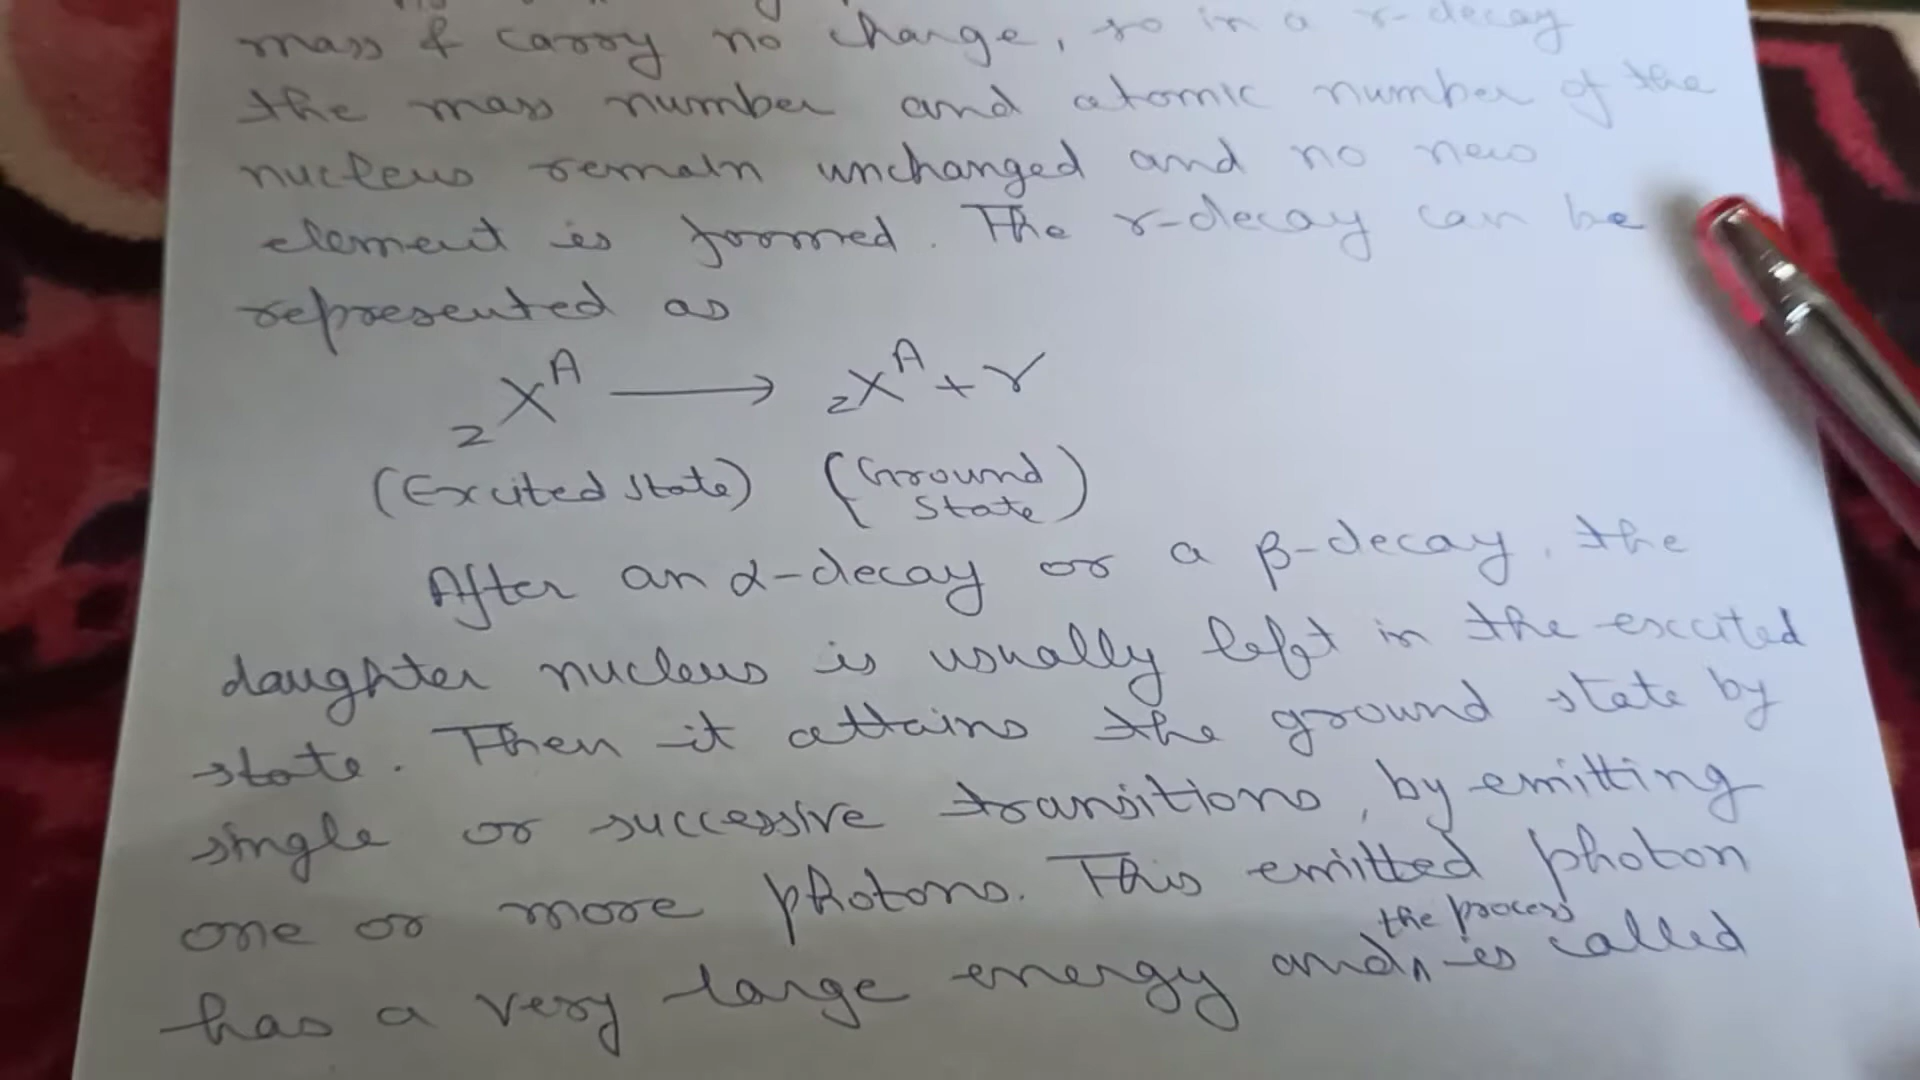 mass & carry no change, so in a γ-decay
the mass number and atomic number of the
nucleus remain unchanged and no new
element is formed. The γ-decay can be
represented as
zXᴬ ⟶ zXᴬ + γ
(Excited state) (Ground State)
After an α-decay or a β-decay, the
daughter nucleus is usually left in the excited
state. Then it attains the ground state by
single or successive transitions, by emitting
one or more photons. This emitted photon
has a very large energy and ∧ the process is called